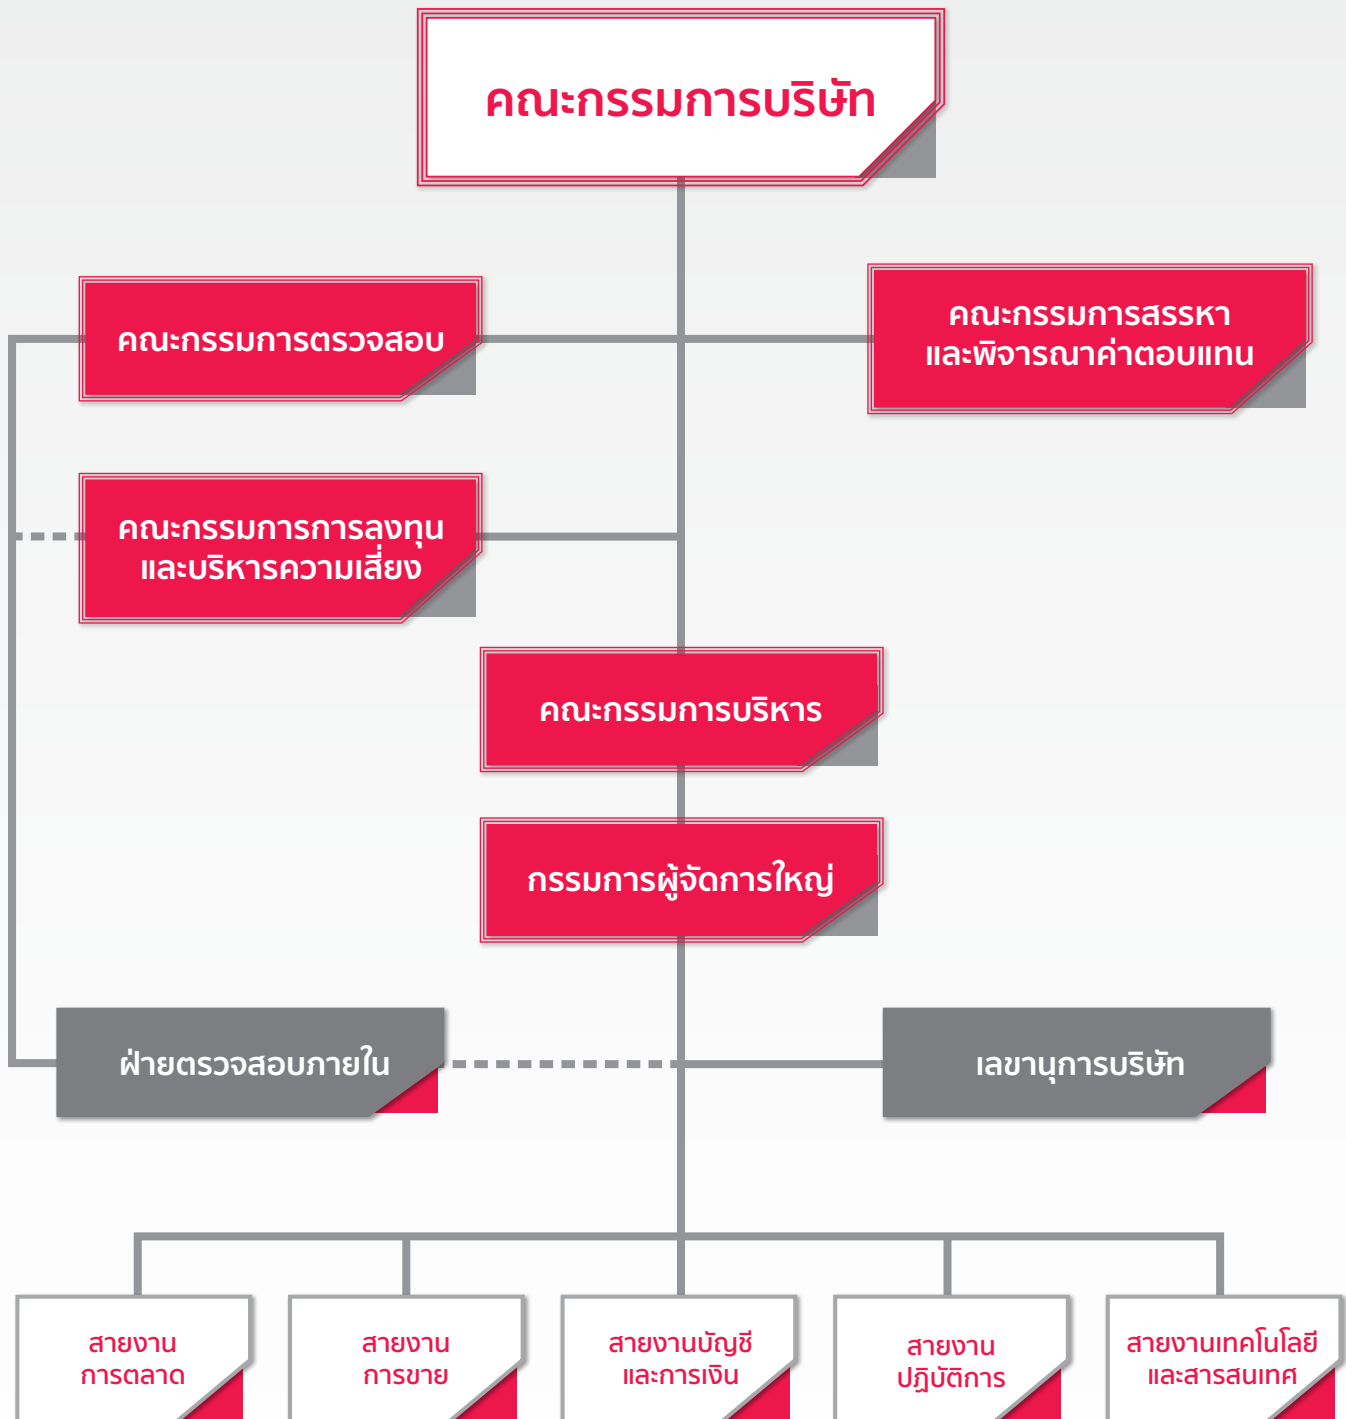 คณะกรรมการบริษัท
คณะกรรมการตรวจสอบ
คณะกรรมการสรรหา
และพิจารณาค่าตอบแทน
คณะกรรมการการลงทุน
และบริหารความเสี่ยง
คณะกรรมการบริหาร
กรรมการผู้จัดการใหญ่
ฝ่ายตรวจสอบภายใน
เลขานุการบริษัท
สายงาน
การตลาด
สายงาน
การขาย
สายงานบัญชี
และการเงิน
สายงาน
ปฏิบัติการ
สายงานเทคโนโลยี
และสารสนเทศ